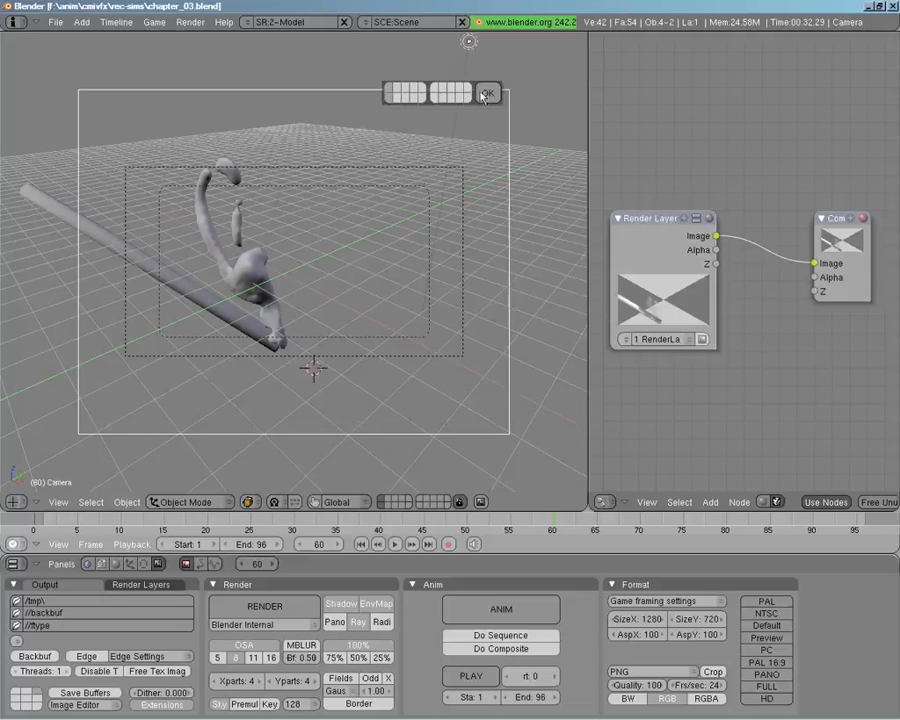 Blender [f:\anim\cmivfx\rec-sims\chapter_03.blend]
File Add Timeline Game Render Help SR:2-Model SCE:Scene www.blender.org 242.2 Ve:42 | Fa:54 | Ob:4-2 | La:1 | Mem:24.58M | Time:00:32.29 | Camera
OK
Render Layer
Image
Alpha
Z
1 RenderLa
Com
Image
Alpha
Z
(60) Camera
View Select Object Object Mode Global
View Select Add Node Use Nodes Free Unu
0 5 10 15 20 25 30 35 40 45 50 55 60 65 70 75 80 85 90 95
View Frame Playback Start: 1 End: 96 60
Panels 60
Output Render Layers
/tmp\
//backbuf
//ftype
Backbuf Edge Edge Settings
Threads: 1 Disable T Free Tex Imag
Save Buffers Dither: 0.000
Image Editor Extensions
Render
RENDER
Blender Internal
Shadow EnvMap
Pano Ray Radi
OSA MBLUR 100%
5 8 11 16 Bf: 0.50 75% 50% 25%
Xparts: 4 Yparts: 4 Fields Odd X
Gaus 1.00
Sky Premul Key 128 Border
Anim
ANIM
Do Sequence
Do Composite
PLAY rt: 0
Sta: 1 End: 96
Format
Game framing settings
SizeX: 1280 SizeY: 720
AspX: 100 AspY: 100
PNG Crop
Quality: 100 Frs/sec: 24
BW RGB RGBA
PAL
NTSC
Default
Preview
PC
PAL 16:9
PANO
FULL
HD